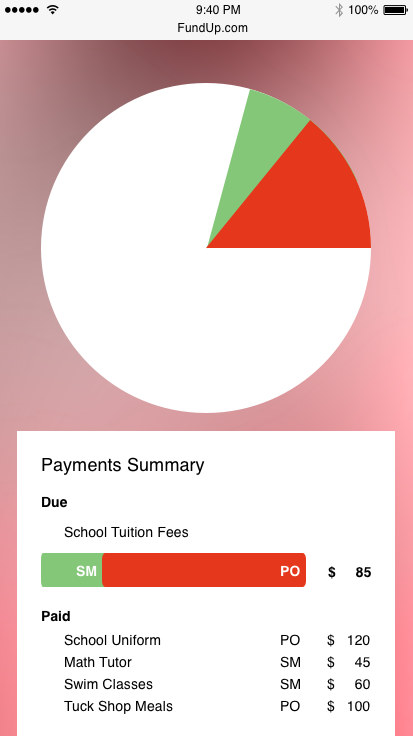 9:40 PM 100%
FundUp.com
Payments Summary
Due
School Tuition Fees
SM PO $ 85
Paid
School Uniform PO $ 120
Math Tutor SM $ 45
Swim Classes SM $ 60
Tuck Shop Meals PO $ 100